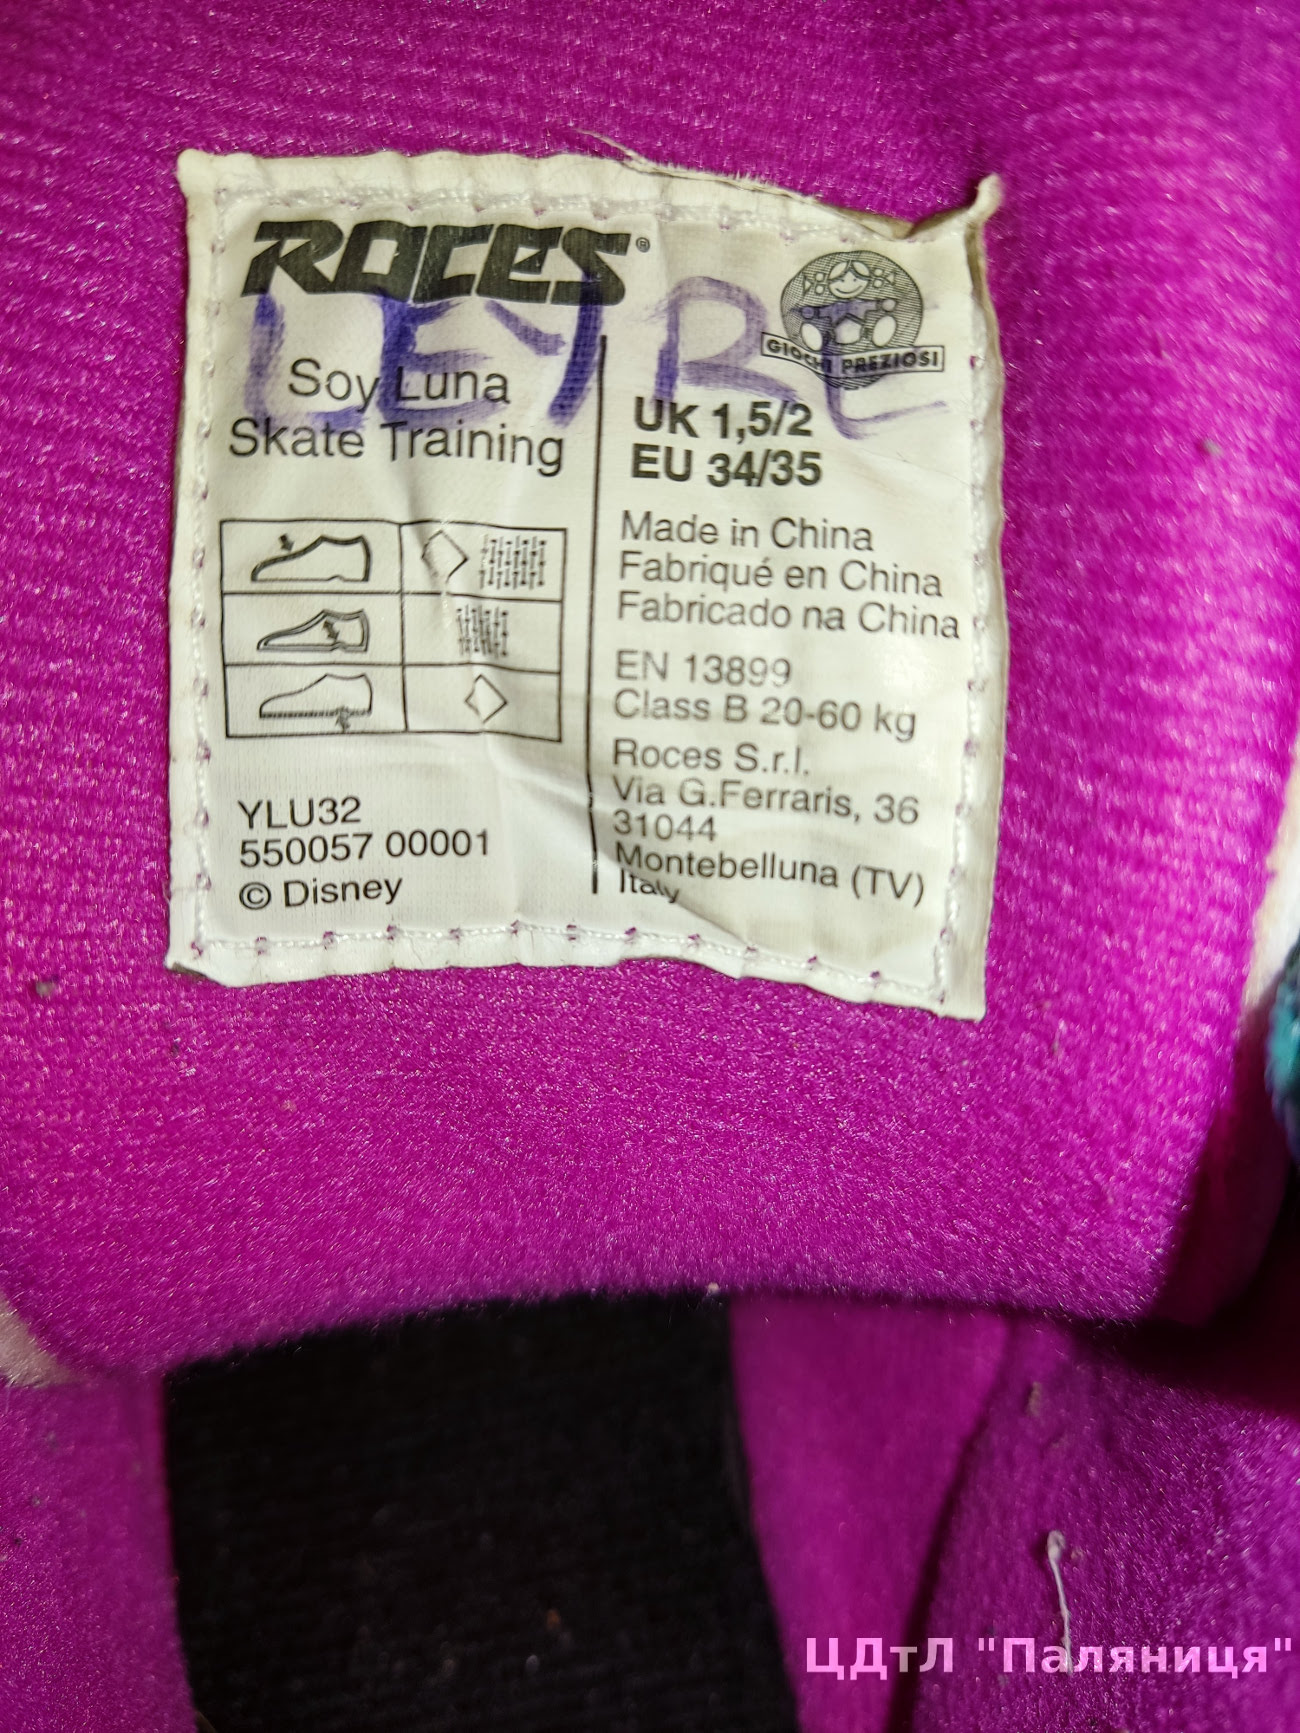 ROCES®
LEYRE
GIOCHI PREZIOSI
Soy Luna
Skate Training
YLU32
550057 00001
© Disney
UK 1,5/2
EU 34/35
Made in China
Fabriqué en China
Fabricado na China
EN 13899
Class B 20-60 kg
Roces S.r.l.
Via G.Ferraris, 36
31044
Montebelluna (TV)
Italy
ЦДтЛ "Паляниця"